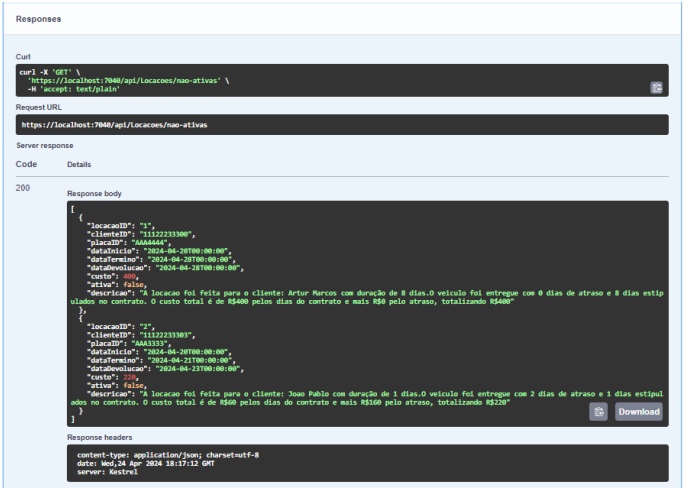 Responses
Curl
curl -X 'GET' \
'https://localhost:7040/api/Locacoes/nao-ativas' \
-H 'accept: text/plain'
Request URL
https://localhost:7040/api/Locacoes/nao-ativas
Server response
Code Details
200
Response body
[
{
"locacaoID": "1",
"clienteID": "11122233300",
"placaID": "AAA4444",
"dataInicio": "2024-04-20T00:00:00",
"dataTermino": "2024-04-28T00:00:00",
"dataDevolucao": "2024-04-28T00:00:00",
"custo": 400,
"ativa": false,
"descricao": "A locacao foi feita para o cliente: Artur Marcos com duração de 8 dias.O veiculo foi entregue com 0 dias de atraso e 8 dias estip
ulados no contrato. O custo total é de R$400 pelos dias do contrato e mais R$0 pelo atraso, totalizando R$400"
},
{
"locacaoID": "2",
"clienteID": "11122233303",
"placaID": "AAA3333",
"dataInicio": "2024-04-20T00:00:00",
"dataTermino": "2024-04-21T00:00:00",
"dataDevolucao": "2024-04-23T00:00:00",
"custo": 220,
"ativa": false,
"descricao": "A locacao foi feita para o cliente: Joao Pablo com duração de 1 dias.O veiculo foi entregue com 2 dias de atraso e 1 dias estipul
ados no contrato. O custo total é de R$60 pelos dias do contrato e mais R$160 pelo atraso, totalizando R$220"
}
]
Download
Response headers
content-type: application/json; charset=utf-8
date: Wed,24 Apr 2024 18:17:12 GMT
server: Kestrel